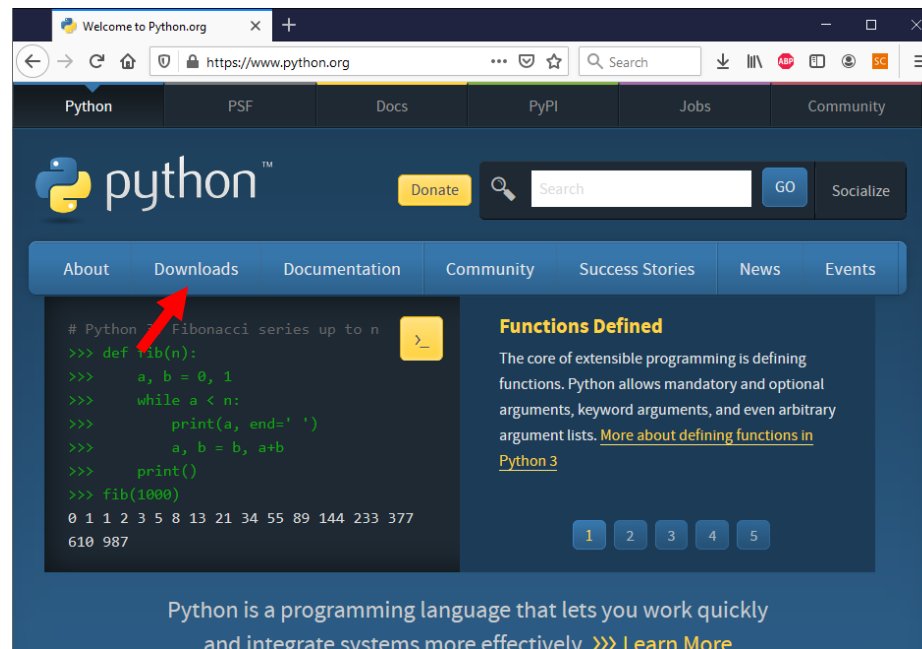 Welcome to Python.org
https://www.python.org
Search
ABP
SC
Python PSF Docs PyPI Jobs Community
python™
Donate
Search
GO
Socialize
About Downloads Documentation Community Success Stories News Events
# Python Fibonacci series up to n
>>> def fib(n):
>>> a, b = 0, 1
>>> while a < n:
>>> print(a, end=' ')
>>> a, b = b, a+b
>>> print()
>>> fib(1000)
0 1 1 2 3 5 8 13 21 34 55 89 144 233 377
610 987
>_
Functions Defined
The core of extensible programming is defining
functions. Python allows mandatory and optional
arguments, keyword arguments, and even arbitrary
argument lists. More about defining functions in
Python 3
1 2 3 4 5
Python is a programming language that lets you work quickly
and integrate systems more effectively. >>> Learn More